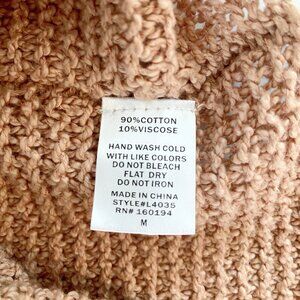 90%COTTON
10%VISCOSE
HAND WASH COLD
WITH LIKE COLORS
DO NOT BLEACH
FLAT DRY
DO NOT IRON
MADE IN CHINA
STYLE#L4035
RN# 160194
M